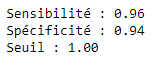 Sensibilité : 0.96
Spécificité : 0.94
Seuil : 1.00